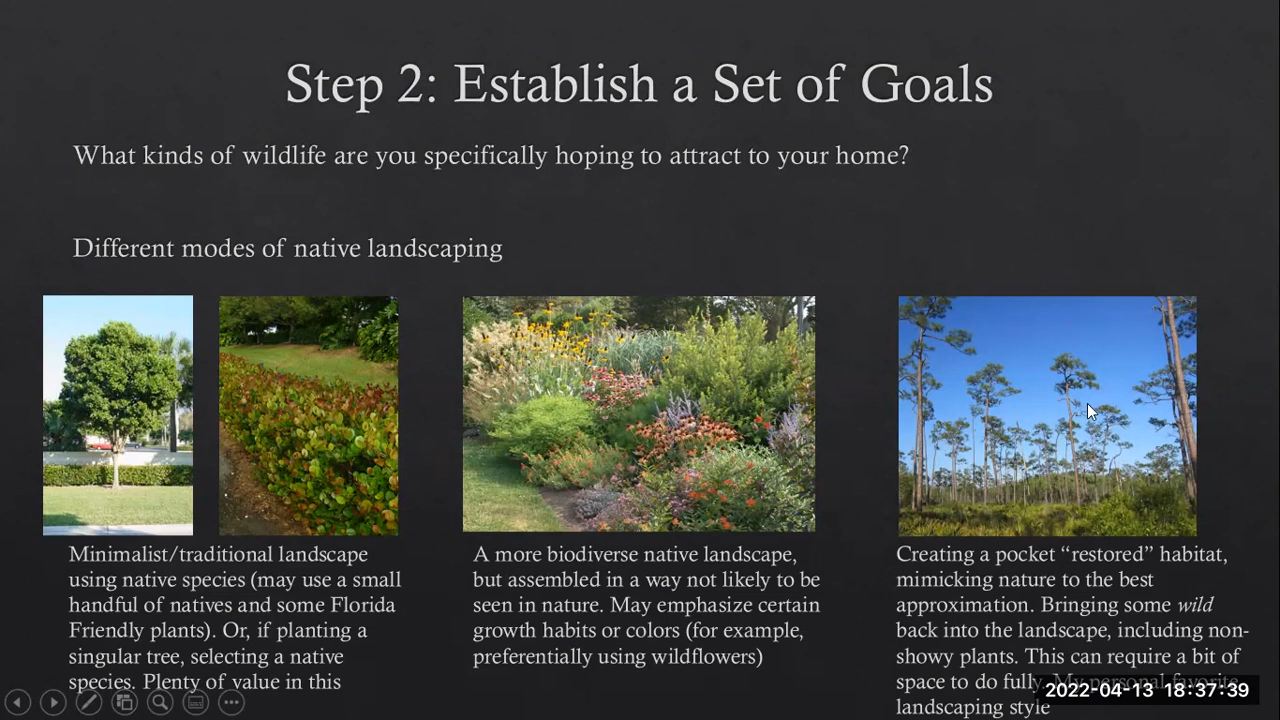 Step 2: Establish a Set of Goals
What kinds of wildlife are you specifically hoping to attract to your home?
Different modes of native landscaping
Minimalist/traditional landscape
using native species (may use a small
handful of natives and some Florida
Friendly plants). Or, if planting a
singular tree, selecting a native
species. Plenty of value in this
A more biodiverse native landscape,
but assembled in a way not likely to be
seen in nature. May emphasize certain
growth habits or colors (for example,
preferentially using wildflowers)
Creating a pocket “restored” habitat,
mimicking nature to the best
approximation. Bringing some wild
back into the landscape, including non-
showy plants. This can require a bit of
space to do fully. My personal favorite
landscaping style
2022-04-13 18:37:39